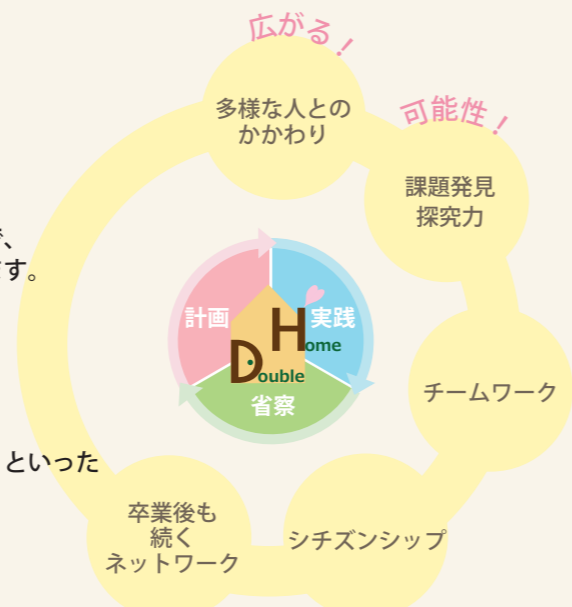 広がる！
多様な人との
かかわり
可能性！
課題発見
探究力
、
す。
計画
実践
Home
Double
省察
チームワーク
といった
卒業後も
続く
ネットワーク
シチズンシップ